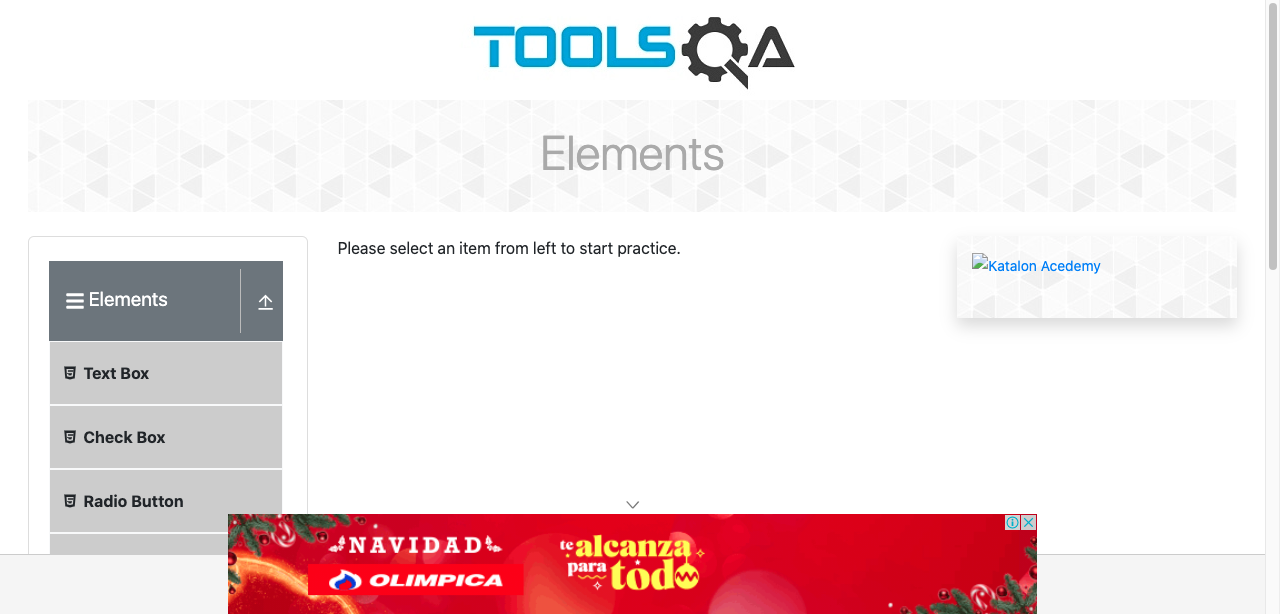 TOOLSQA
Elements
Elements
Text Box
Check Box
Radio Button
Please select an item from left to start practice.
Katalon Acedemy
NAVIDAD
OLIMPICA
te alcanza
para todo